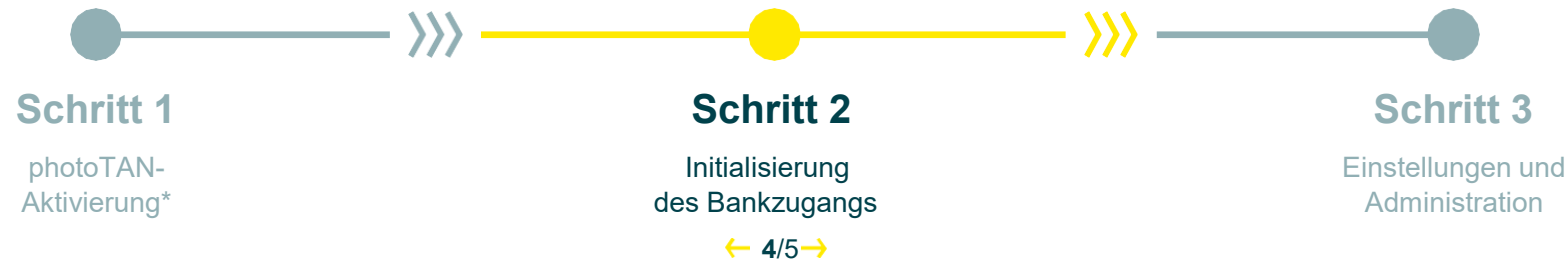 Schritt 1
photoTAN-
Aktivierung*
Schritt 2
Initialisierung
des Bankzugangs
4/5
Schritt 3
Einstellungen und
Administration